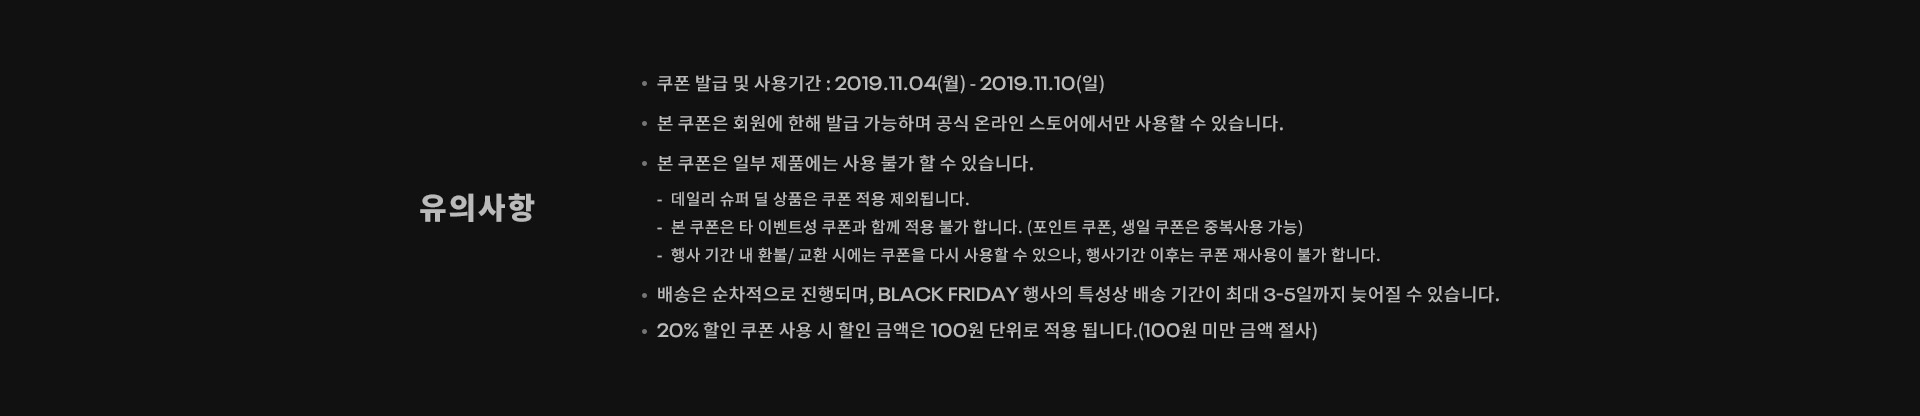 유의사항
• 쿠폰 발급 및 사용기간 : 2019.11.04(월) - 2019.11.10(일)
• 본 쿠폰은 회원에 한해 발급 가능하며 공식 온라인 스토어에서만 사용할 수 있습니다.
• 본 쿠폰은 일부 제품에는 사용 불가 할 수 있습니다.
- 데일리 슈퍼 딜 상품은 쿠폰 적용 제외됩니다.
- 본 쿠폰은 타 이벤트성 쿠폰과 함께 적용 불가 합니다. (포인트 쿠폰, 생일 쿠폰은 중복사용 가능)
- 행사 기간 내 환불/ 교환 시에는 쿠폰을 다시 사용할 수 있으나, 행사기간 이후는 쿠폰 재사용이 불가 합니다.
• 배송은 순차적으로 진행되며, BLACK FRIDAY 행사의 특성상 배송 기간이 최대 3-5일까지 늦어질 수 있습니다.
• 20% 할인 쿠폰 사용 시 할인 금액은 100원 단위로 적용 됩니다.(100원 미만 금액 절사)